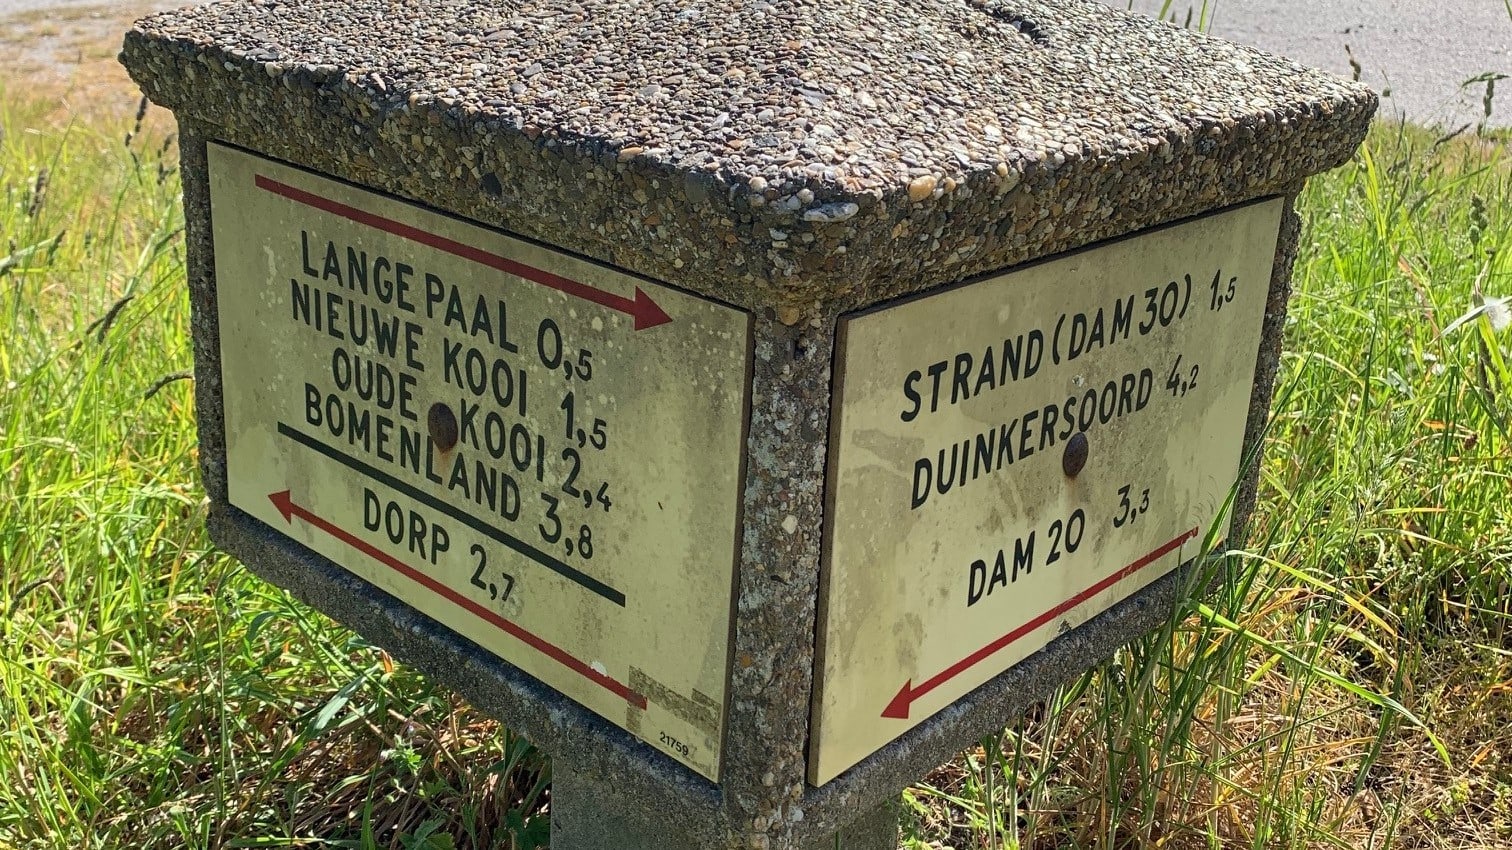 LANGE PAAL 0,5
NIEUWE KOOI 1,5
OUDE KOOI 2,4
BOMENLAND 3,8
DORP 2,7
21759
STRAND (DAM 30) 1,5
DUINKERSOORD 4,2
DAM 20 3,3